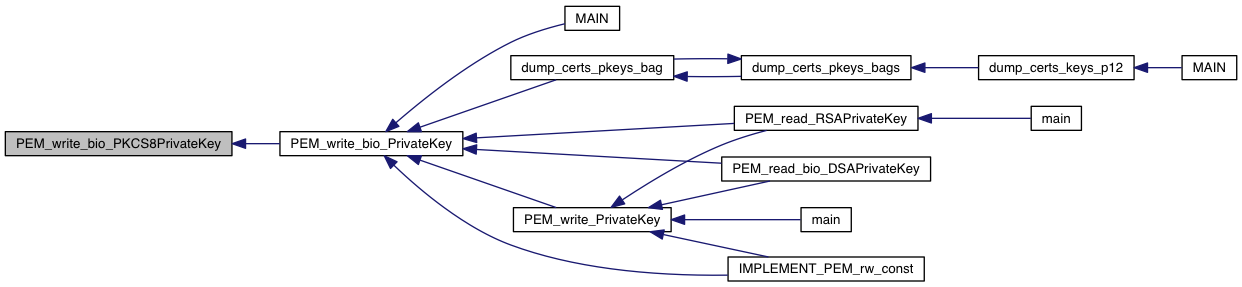 MAIN
dump_certs_pkeys_bag
dump_certs_pkeys_bags
dump_certs_keys_p12
MAIN
PEM_read_RSAPrivateKey
main
PEM_write_bio_PKCS8PrivateKey
PEM_write_bio_PrivateKey
PEM_read_bio_DSAPrivateKey
PEM_write_PrivateKey
main
IMPLEMENT_PEM_rw_const